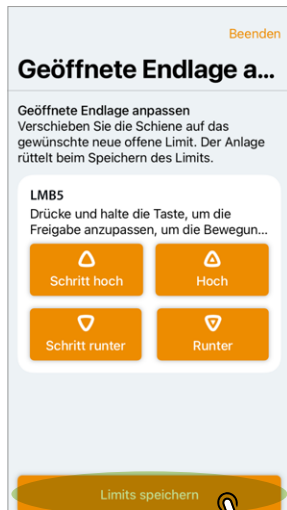 Beenden
Geöffnete Endlage a...
Geöffnete Endlage anpassen
Verschieben Sie die Schiene auf das
gewünschte neue offene Limit. Der Anlage
rüttelt beim Speichern des Limits.
LMB5
Drücke und halte die Taste, um die
Freigabe anzupassen, um die Bewegun...
Schritt hoch
Hoch
Schritt runter
Runter
Limits speichern